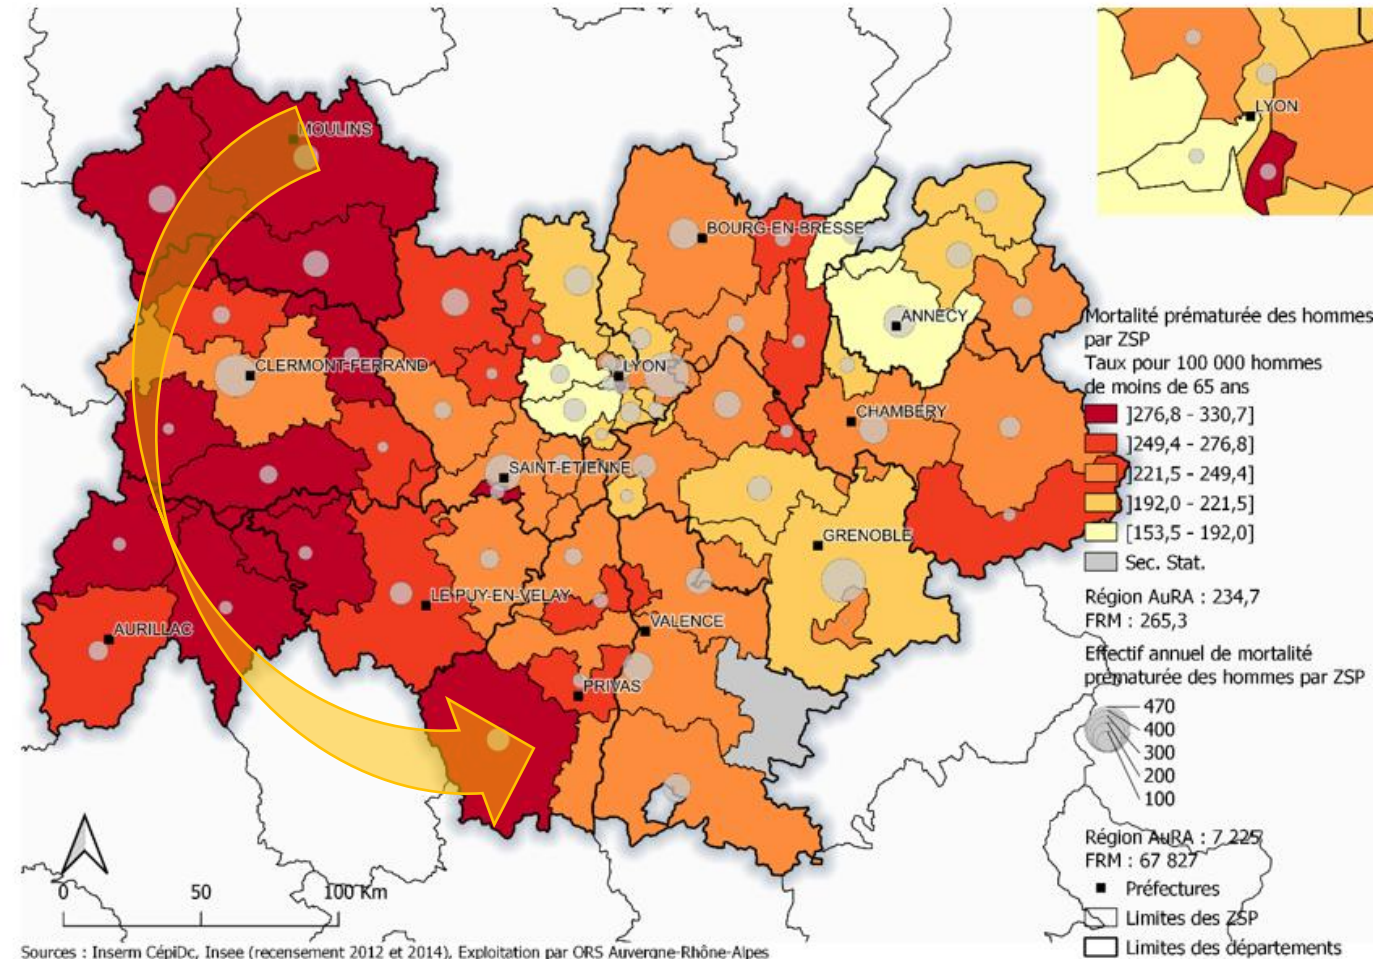 MOULINS
LYON
BOURG-EN-BRESSE
ANNECY
Mortalité prématurée des hommes
par ZSP
Taux pour 100 000 hommes
de moins de 65 ans
CLERMONT-FERRAND
LYON
CHAMBERY
]276,8 - 330,7]
]249,4 - 276,8]
]221,5 - 249,4]
]192,0 - 221,5]
[153,5 - 192,0]
Sec. Stat.
SAINT-ETIENNE
GRENOBLE
LE PUY-EN-VELAY
VALENCE
AURILLAC
PRIVAS
Région AuRA : 234,7
FRM : 265,3
Effectif annuel de mortalité
prématurée des hommes par ZSP
470
400
300
200
100
Région AuRA : 7 225
FRM : 67 827
Préfectures
Limites des ZSP
Limites des départements
0 50 100 Km
Sources : Inserm CépiDc, Insee (recensement 2012 et 2014), Exploitation par ORS Auvergne-Rhône-Alpes